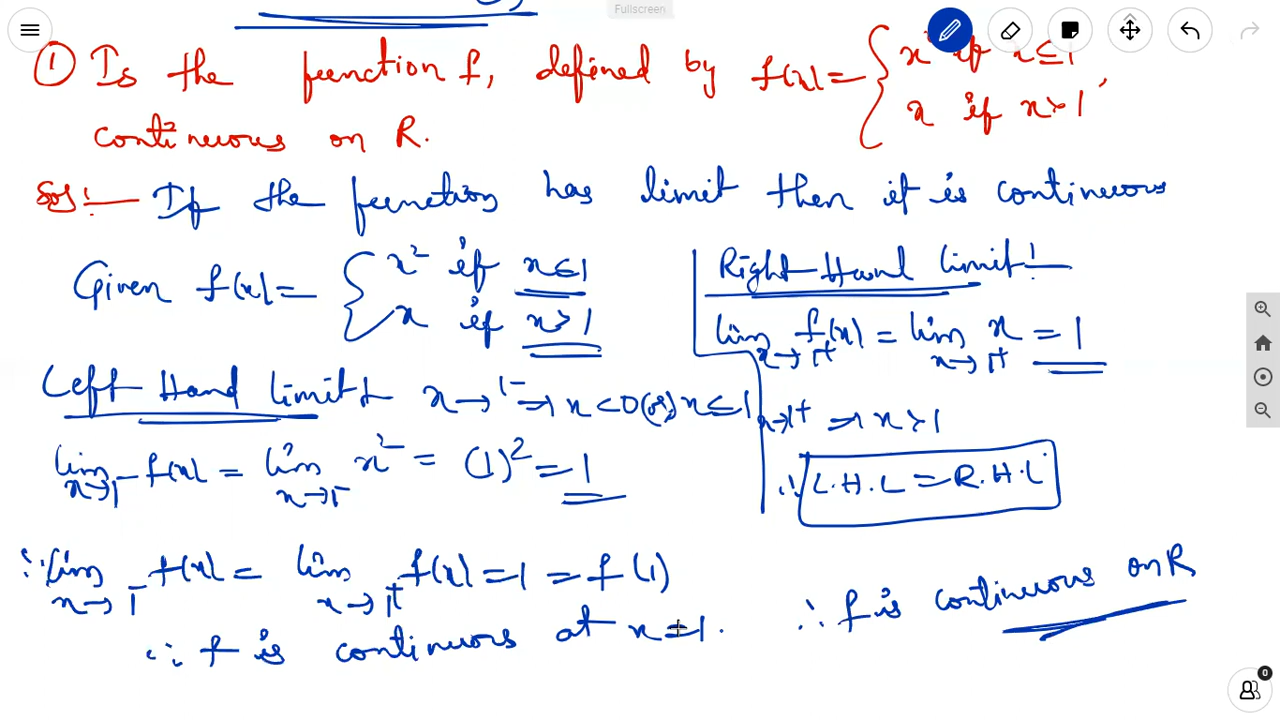 Fullscreen
① Is the function f, defined by f(x) = { x² if x ≤ 1
x if x > 1 ,
continuous on R.
Sol:— If the function has limit then it is continuous
Given f(x) = { x² if x ≤ 1
x if x > 1
Left Hand limit x → 1⁻ ⇒ x < 0 (or) x ≤ 1
lim x→1⁻ f(x) = lim x→1⁻ x² = (1)² = 1
Right Hand limit:—
lim x→1⁺ f(x) = lim x→1⁺ x = 1
x→1⁺ ⇒ x > 1
∴ L.H.L = R.H.L
∵ lim x→1⁻ f(x) = lim x→1⁺ f(x) = 1 = f(1)
∴ f is continuous at x = 1.
∴ f is continuous on R
0